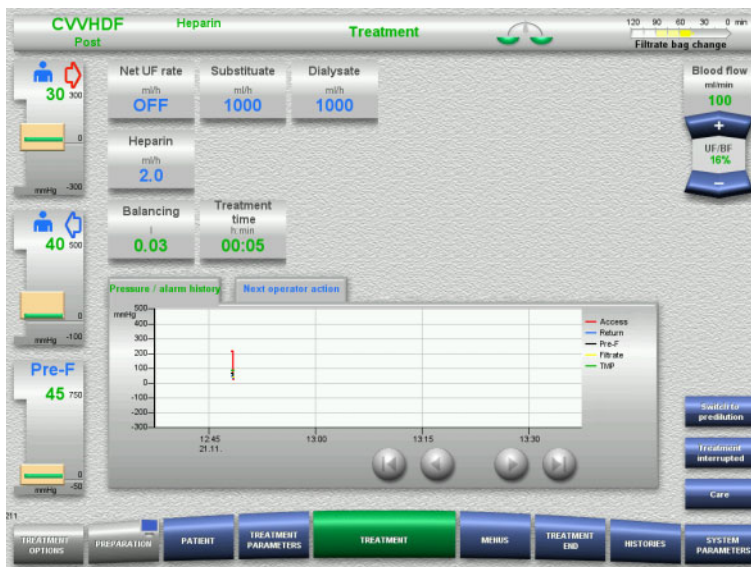 CVVHDF
Heparin
Post
Treatment
120 90 60 30 0 min
Filtrate bag change
30 300
0
mmHg -300
40 500
0
mmHg -100
Pre-F
45 750
0
mmHg -50
Net UF rate
ml/h
OFF
Substituate
ml/h
1000
Dialysate
ml/h
1000
Heparin
ml/h
2.0
Balancing
l
0.03
Treatment
time
h:min
00:05
Blood flow
ml/min
100
+
UF/BF
16%
−
Pressure / alarm history
Next operator action
mmHg
500
400
300
200
100
0
-100
-200
-300
12:45
21.11.
13:00
13:15
13:30
Access
Return
Pre-F
Filtrate
TMP
Switch to
predilution
Treatment
interrupted
Care
211
TREATMENT
OPTIONS
PREPARATION
PATIENT
TREATMENT
PARAMETERS
TREATMENT
MENUS
TREATMENT
END
HISTORIES
SYSTEM
PARAMETERS